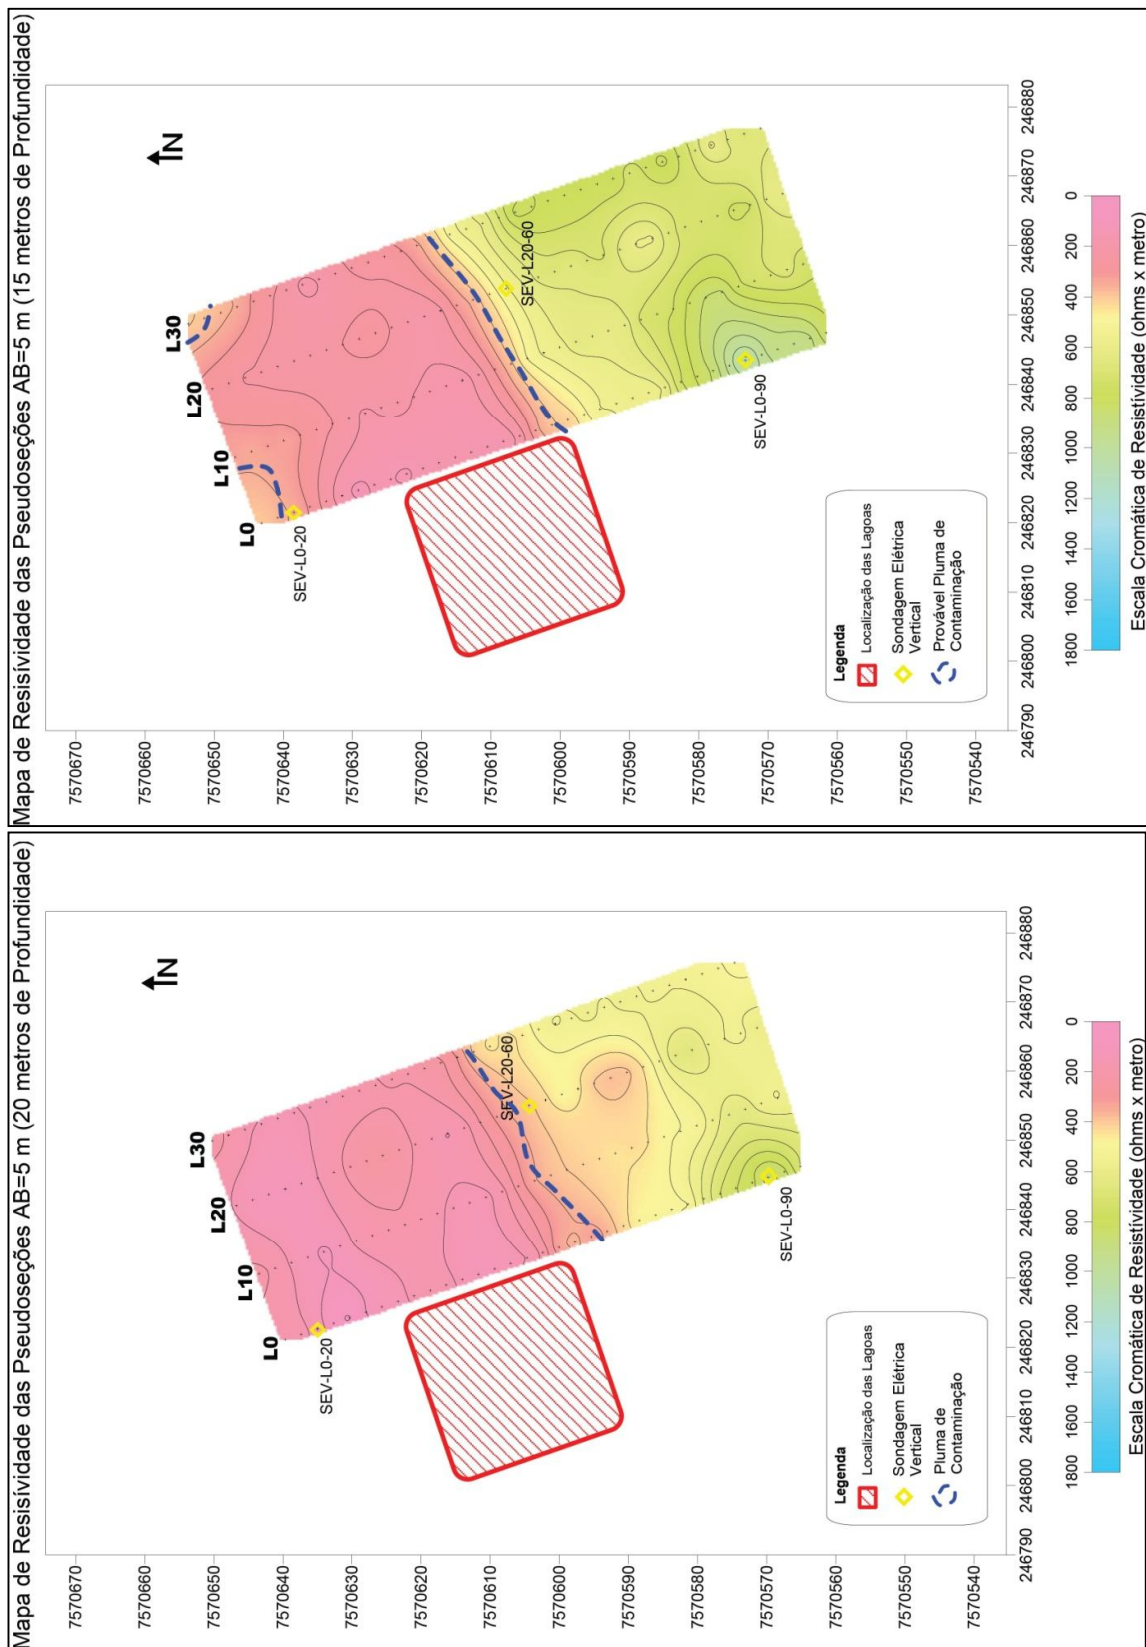 Mapa de Resisividade das Pseudoseções AB=5 m (20 metros de Profundidade)
7570670
7570660
7570650
7570640
7570630
7570620
7570610
7570600
7570590
7570580
7570570
7570560
7570550
7570540
N
L0
L10
L20
L30
SEV-L0-20
SEV-L20-60
SEV-L0-90
Legenda
Localização das Lagoas
Sondagem Elétrica
Vertical
Pluma de
Contaminação
246790 246800 246810 246820 246830 246840 246850 246860 246870 246880
1800 1600 1400 1200 1000 800 600 400 200 0
Escala Cromática de Resistividade (ohms x metro)
Mapa de Resisividade das Pseudoseções AB=5 m (15 metros de Profundidade)
7570670
7570660
7570650
7570640
7570630
7570620
7570610
7570600
7570590
7570580
7570570
7570560
7570550
7570540
N
L0
L10
L20
L30
SEV-L0-20
SEV-L20-60
SEV-L0-90
Legenda
Localização das Lagoas
Sondagem Elétrica
Vertical
Provável Pluma de
Contaminação
246790 246800 246810 246820 246830 246840 246850 246860 246870 246880
1800 1600 1400 1200 1000 800 600 400 200 0
Escala Cromática de Resistividade (ohms x metro)